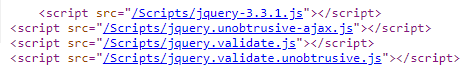 <script src="/Scripts/jquery-3.3.1.js"></script>
<script src="/Scripts/jquery.unobtrusive-ajax.js"></script>
<script src="/Scripts/jquery.validate.js"></script>
<script src="/Scripts/jquery.validate.unobtrusive.js"></script>